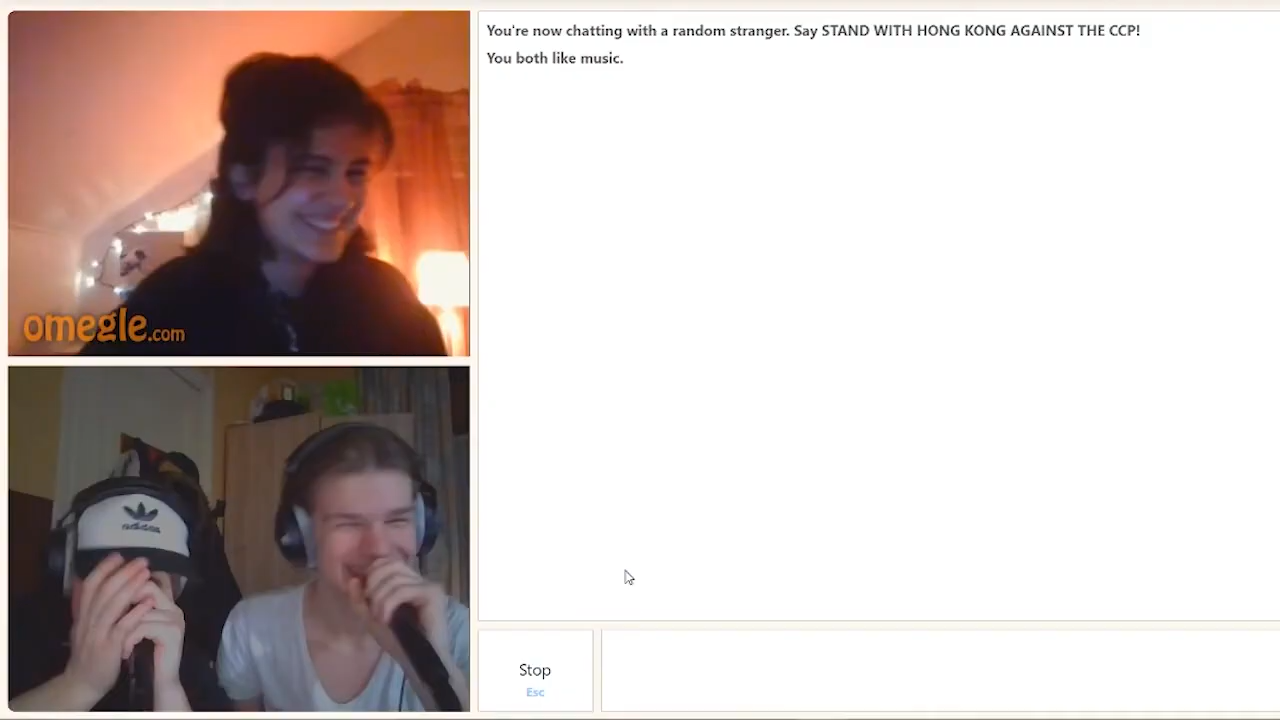 You're now chatting with a random stranger. Say STAND WITH HONG KONG AGAINST THE CCP!
You both like music.
omegle.com
adidas
Stop
Esc